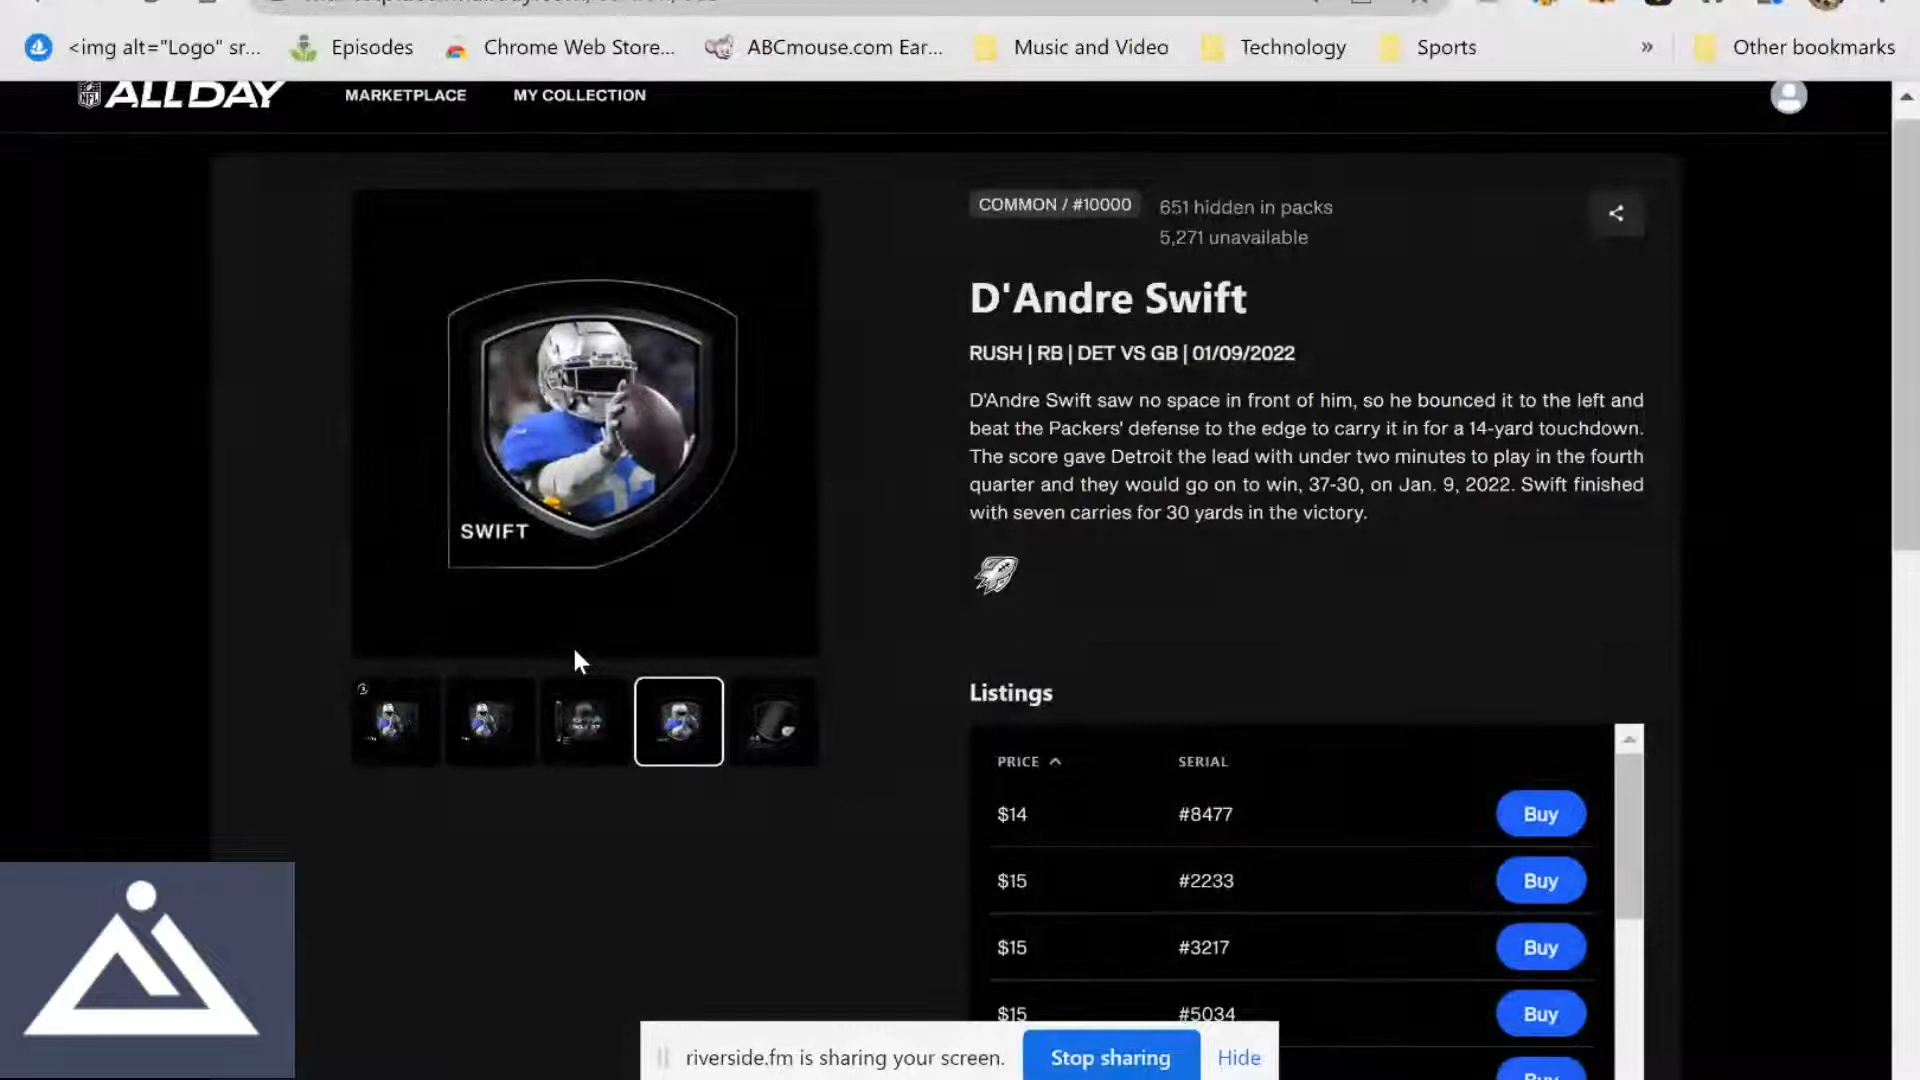 <img alt="Logo" sr...
Episodes
Chrome Web Store...
ABCmouse.com Ear...
Music and Video
Technology
Sports
»
Other bookmarks
NFL ALL DAY
MARKETPLACE
MY COLLECTION
COMMON / #10000
651 hidden in packs
5,271 unavailable
D'Andre Swift
RUSH | RB | DET VS GB | 01/09/2022
D'Andre Swift saw no space in front of him, so he bounced it to the left and
beat the Packers' defense to the edge to carry it in for a 14-yard touchdown.
The score gave Detroit the lead with under two minutes to play in the fourth
quarter and they would go on to win, 37-30, on Jan. 9, 2022. Swift finished
with seven carries for 30 yards in the victory.
SWIFT
Listings
PRICE
SERIAL
$14 #8477 Buy
$15 #2233 Buy
$15 #3217 Buy
$15 #5034 Buy
Buy
riverside.fm is sharing your screen.
Stop sharing
Hide